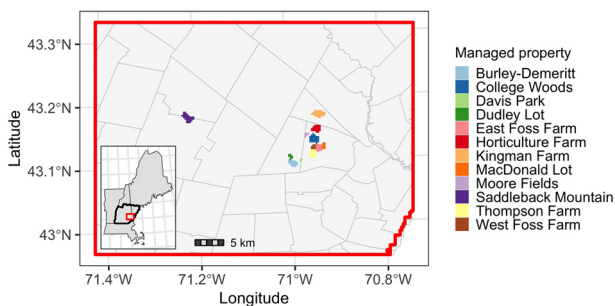 43.3°N
43.2°N
43.1°N
43°N
Latitude
71.4°W
71.2°W
71°W
70.8°W
Longitude
5 km
Managed property
Burley-Demeritt
College Woods
Davis Park
Dudley Lot
East Foss Farm
Horticulture Farm
Kingman Farm
MacDonald Lot
Moore Fields
Saddleback Mountain
Thompson Farm
West Foss Farm